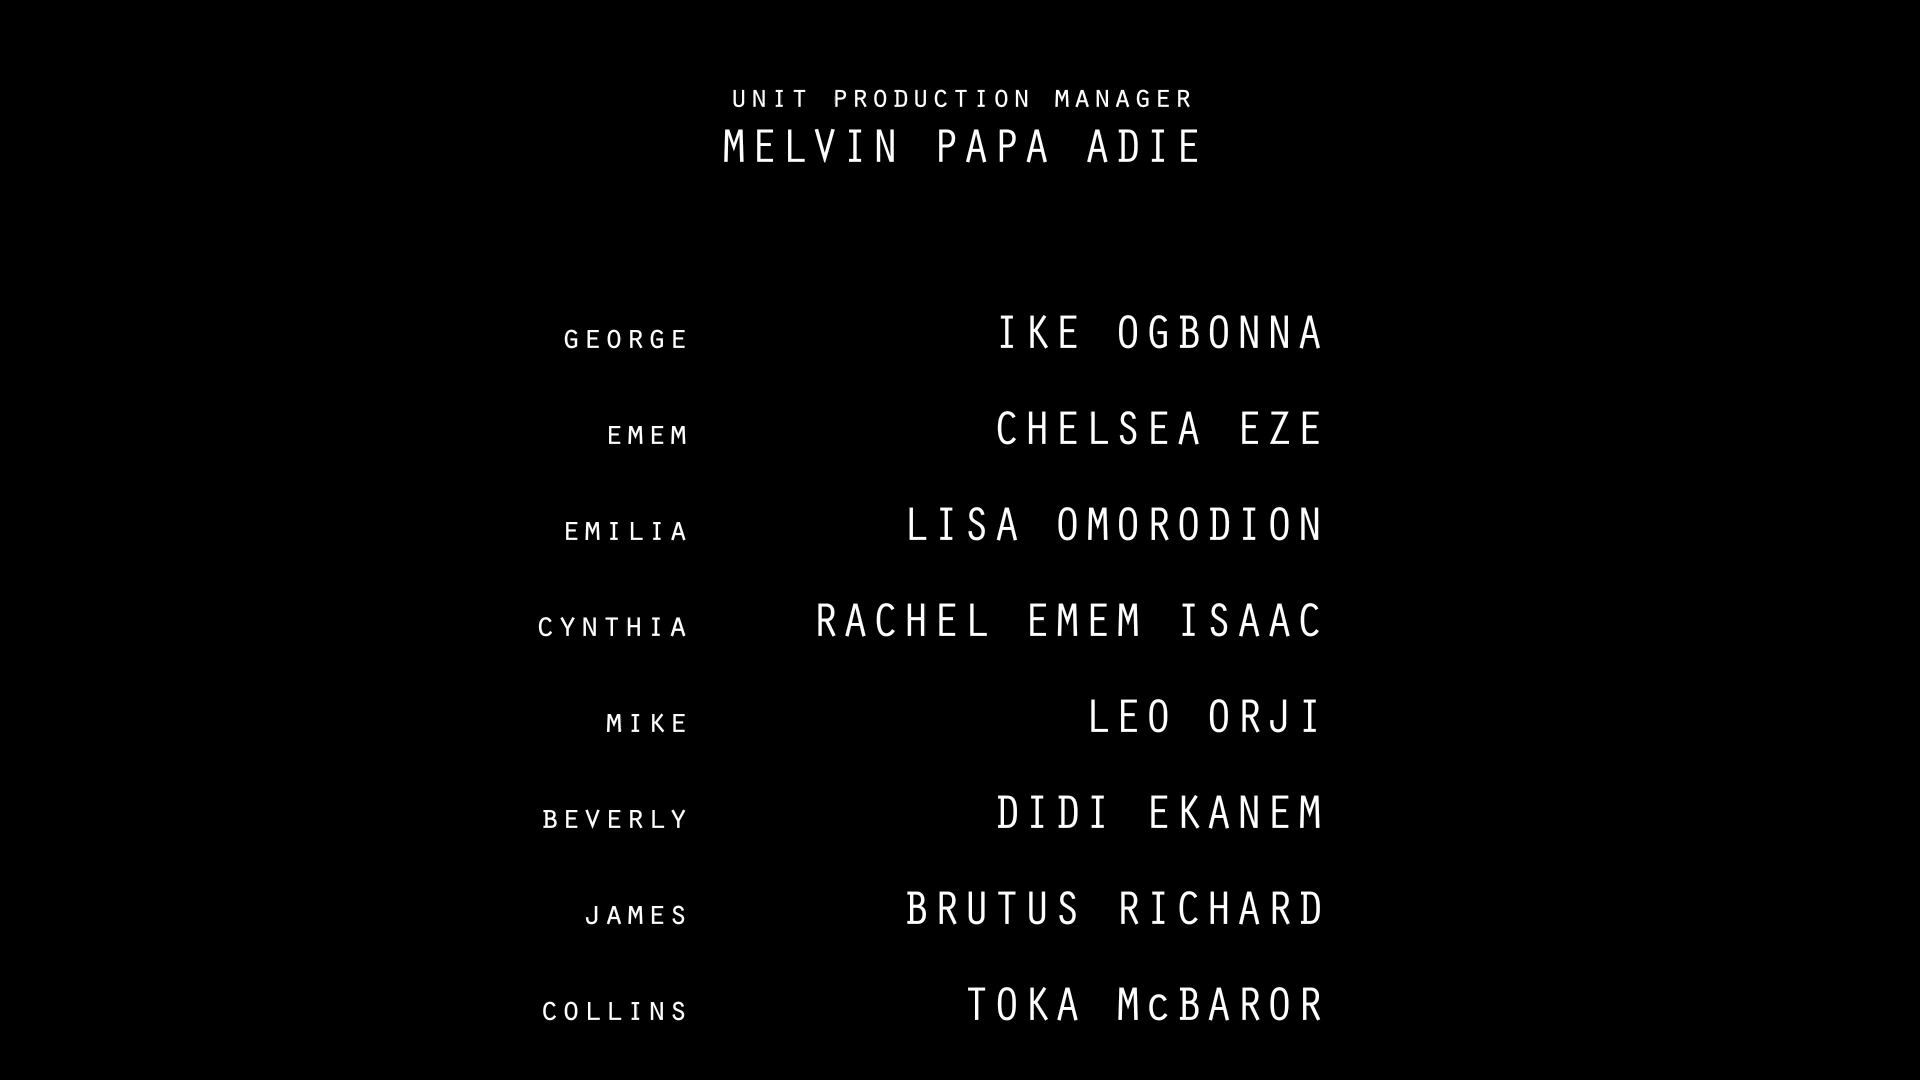 UNIT PRODUCTION MANAGER
MELVIN PAPA ADIE
GEORGE IKE OGBONNA
EMEM CHELSEA EZE
EMILIA LISA OMORODION
CYNTHIA RACHEL EMEM ISAAC
MIKE LEO ORJI
BEVERLY DIDI EKANEM
JAMES BRUTUS RICHARD
COLLINS TOKA McBAROR